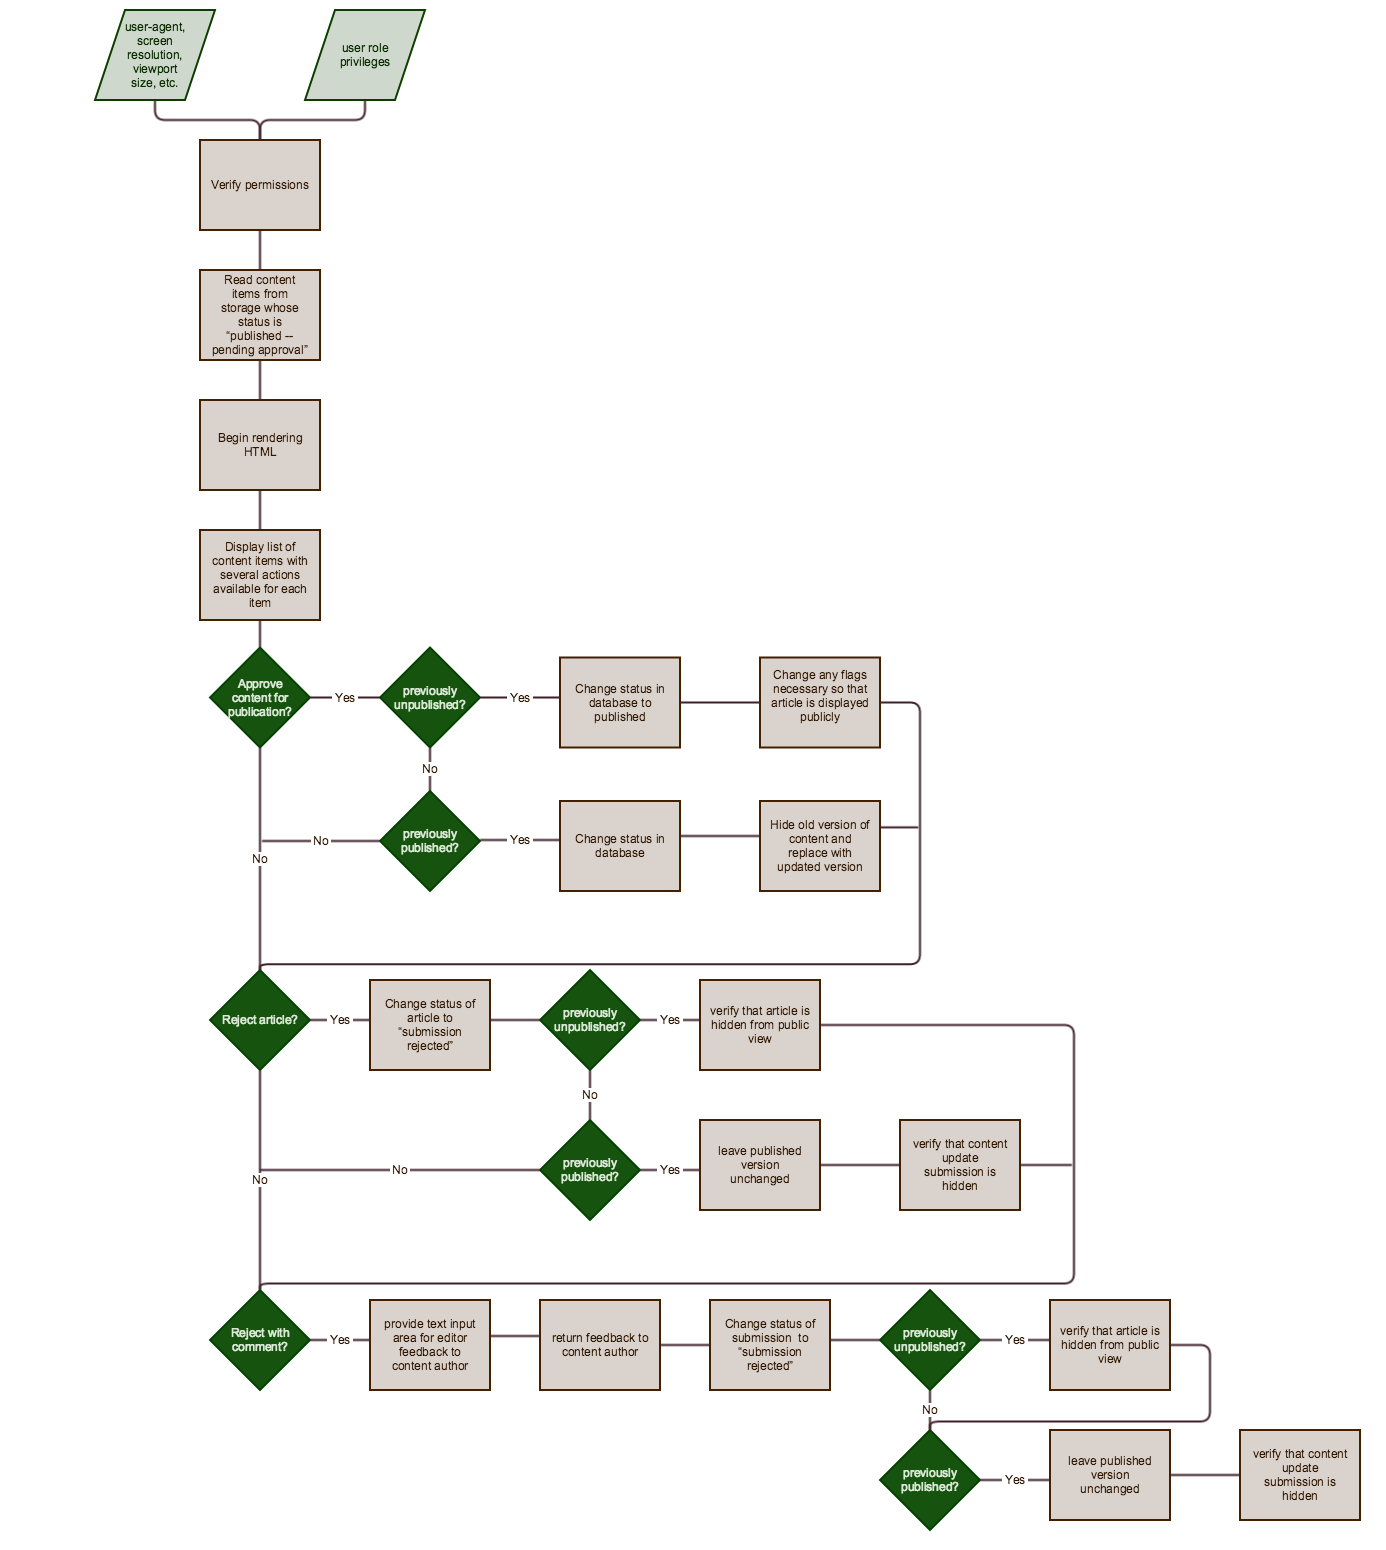 user-agent,
screen
resolution,
viewport
size, etc.
user role
privileges
Verify permissions
Read content
items from
storage whose
status is
“published --
pending approval”
Begin rendering
HTML
Display list of
content items with
several actions
available for each
item
Approve
content for
publication?
Yes
previously
unpublished?
Yes
Change status in
database to
published
Change any flags
necessary so that
article is displayed
publicly
No
No
previously
published?
Yes
Change status in
database
Hide old version of
content and
replace with
updated version
No
Reject article?
Yes
Change status of
article to
“submission
rejected”
previously
unpublished?
Yes
verify that article is
hidden from public
view
No
No
No
previously
published?
Yes
leave published
version
unchanged
verify that content
update
submission is
hidden
Reject with
comment?
Yes
provide text input
area for editor
feedback to
content author
return feedback to
content author
Change status of
submission  to
“submission
rejected”
previously
unpublished?
Yes
verify that article is
hidden from public
view
No
previously
published?
Yes
leave published
version
unchanged
verify that content
update
submission is
hidden